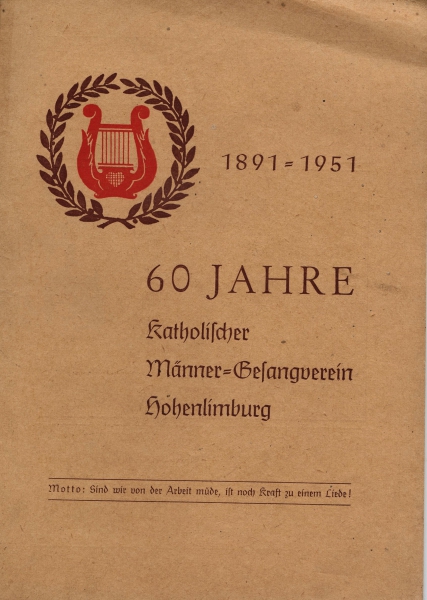 1891=1951
60 JAHRE
Katholiſcher
Männer=Geſangverein
Hohenlimburg
Motto: Sind wir von der Arbeit müde, iſt noch Kraft zu einem Liede!